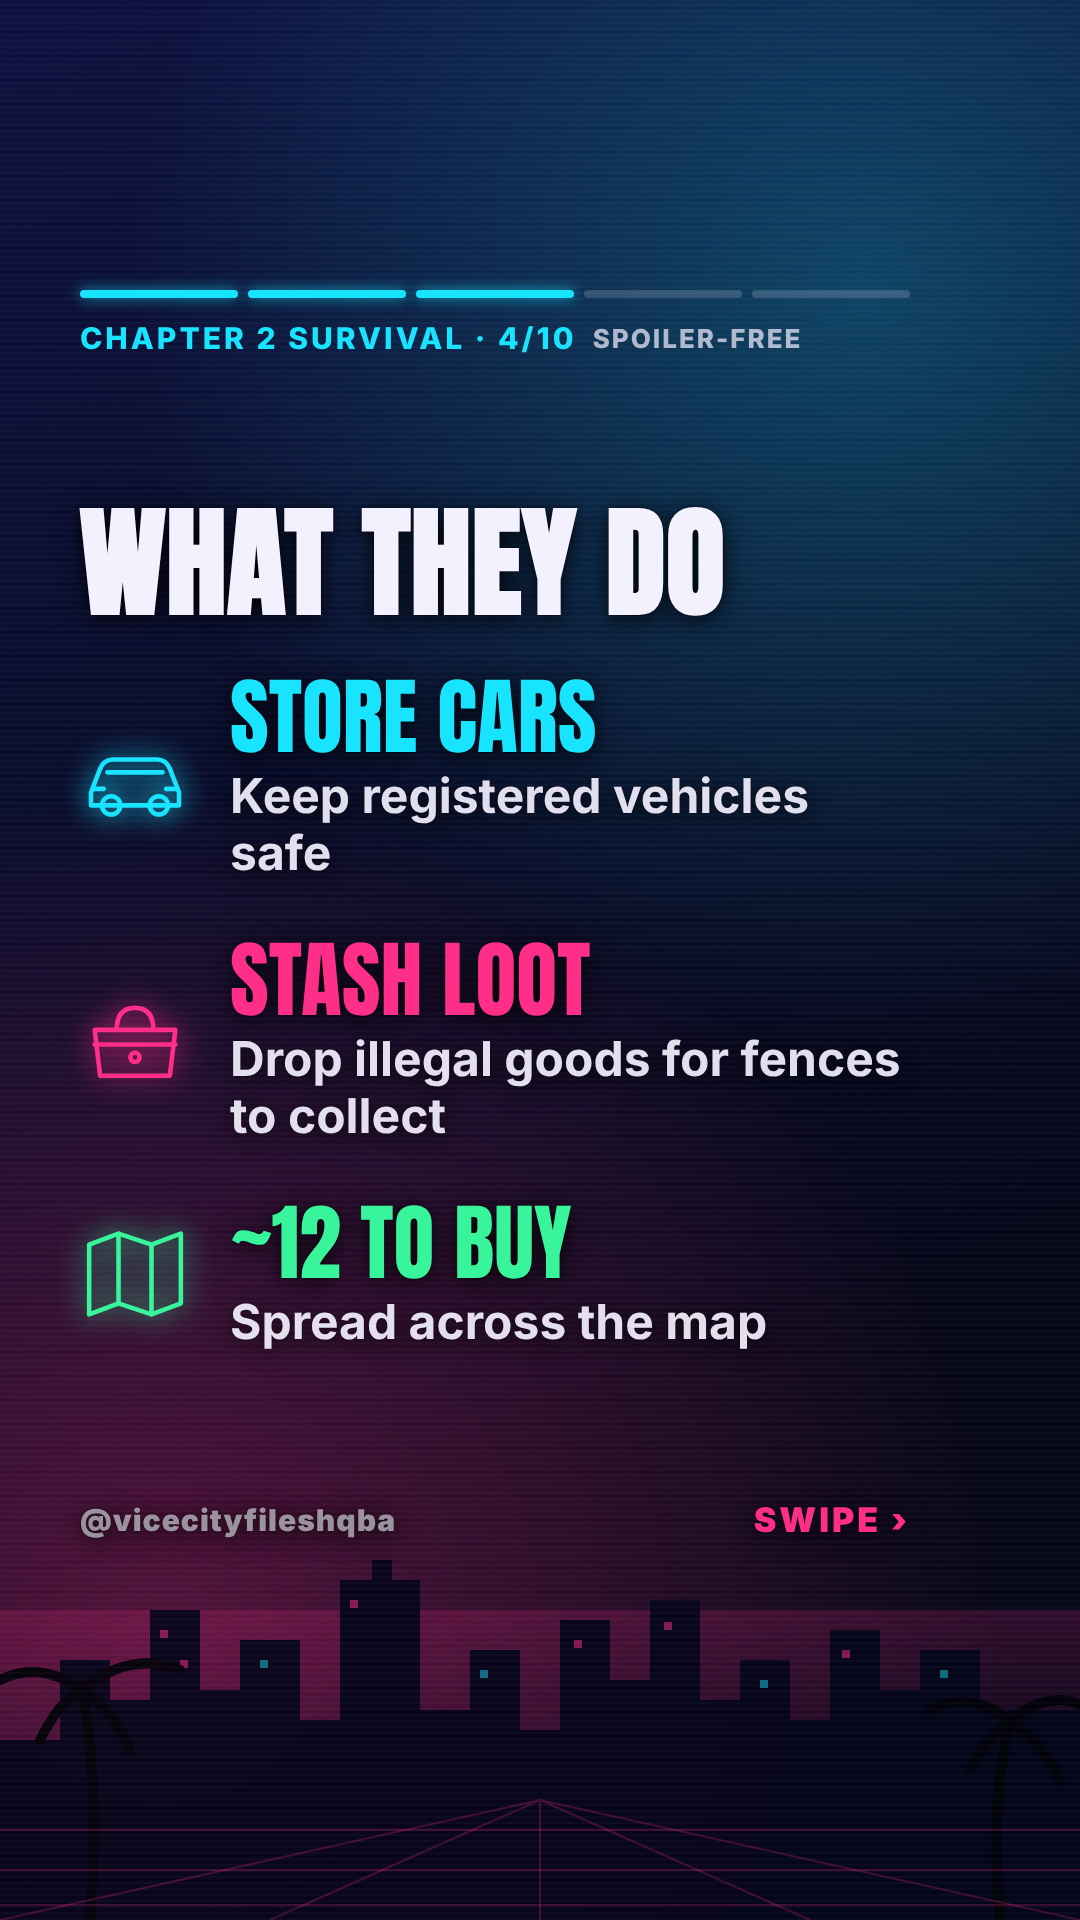 CHAPTER 2 SURVIVAL · 4/10 SPOILER-FREE
WHAT THEY DO
STORE CARS
Keep registered vehicles
safe
STASH LOOT
Drop illegal goods for fences
to collect
~12 TO BUY
Spread across the map
@vicecityfileshqba
SWIPE ›